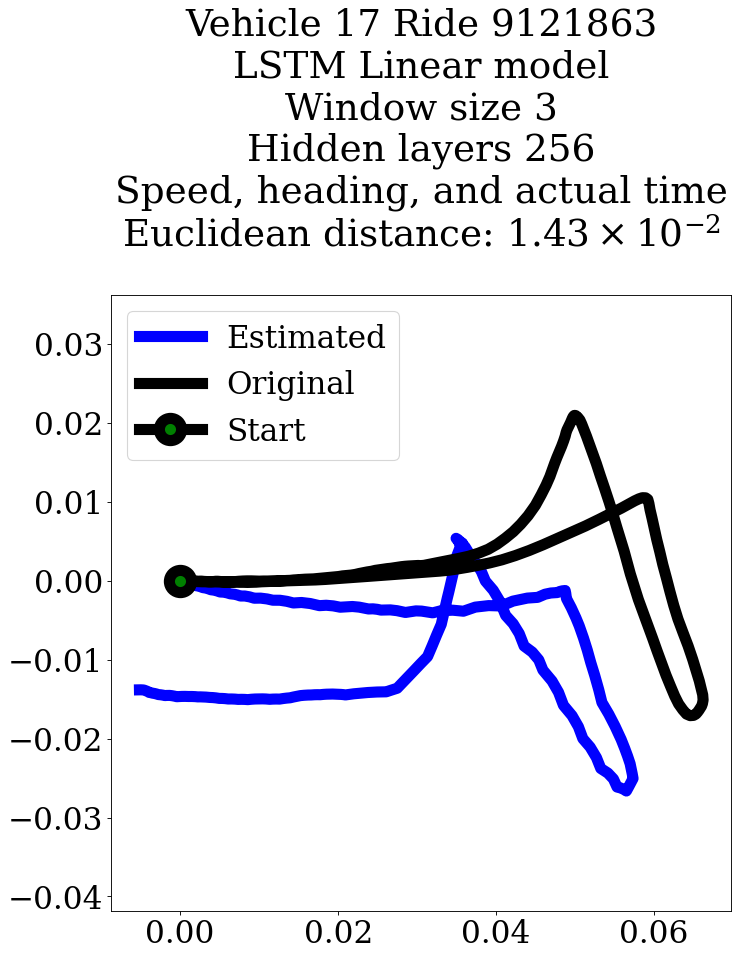 Vehicle 17 Ride 9121863
LSTM Linear model
Window size 3
Hidden layers 256
Speed, heading, and actual time
Euclidean distance: 1.43 × 10⁻²
Estimated
Original
Start
0.03
0.02
0.01
0.00
−0.01
−0.02
−0.03
−0.04
0.00 0.02 0.04 0.06